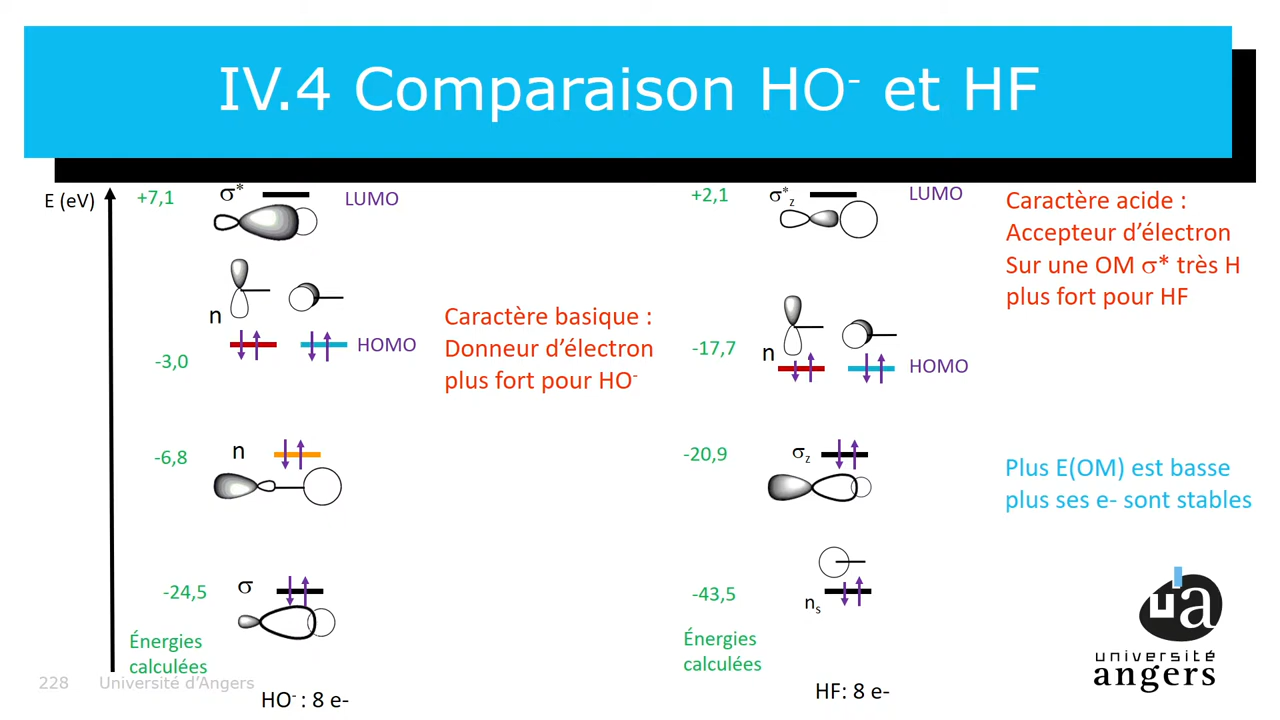 IV.4 Comparaison HO⁻ et HF
E (eV)
+7,1
σ*
LUMO
n
HOMO
-3,0
Caractère basique :
Donneur d’électron
plus fort pour HO⁻
-6,8
n
-24,5
σ
Énergies
calculées
HO⁻ : 8 e-
+2,1
σ*z
LUMO
Caractère acide :
Accepteur d’électron
Sur une OM σ* très H
plus fort pour HF
-17,7
n
HOMO
-20,9
σz
Plus E(OM) est basse
plus ses e- sont stables
-43,5
ns
Énergies
calculées
HF: 8 e-
228 Université d’Angers
ua
université
angers